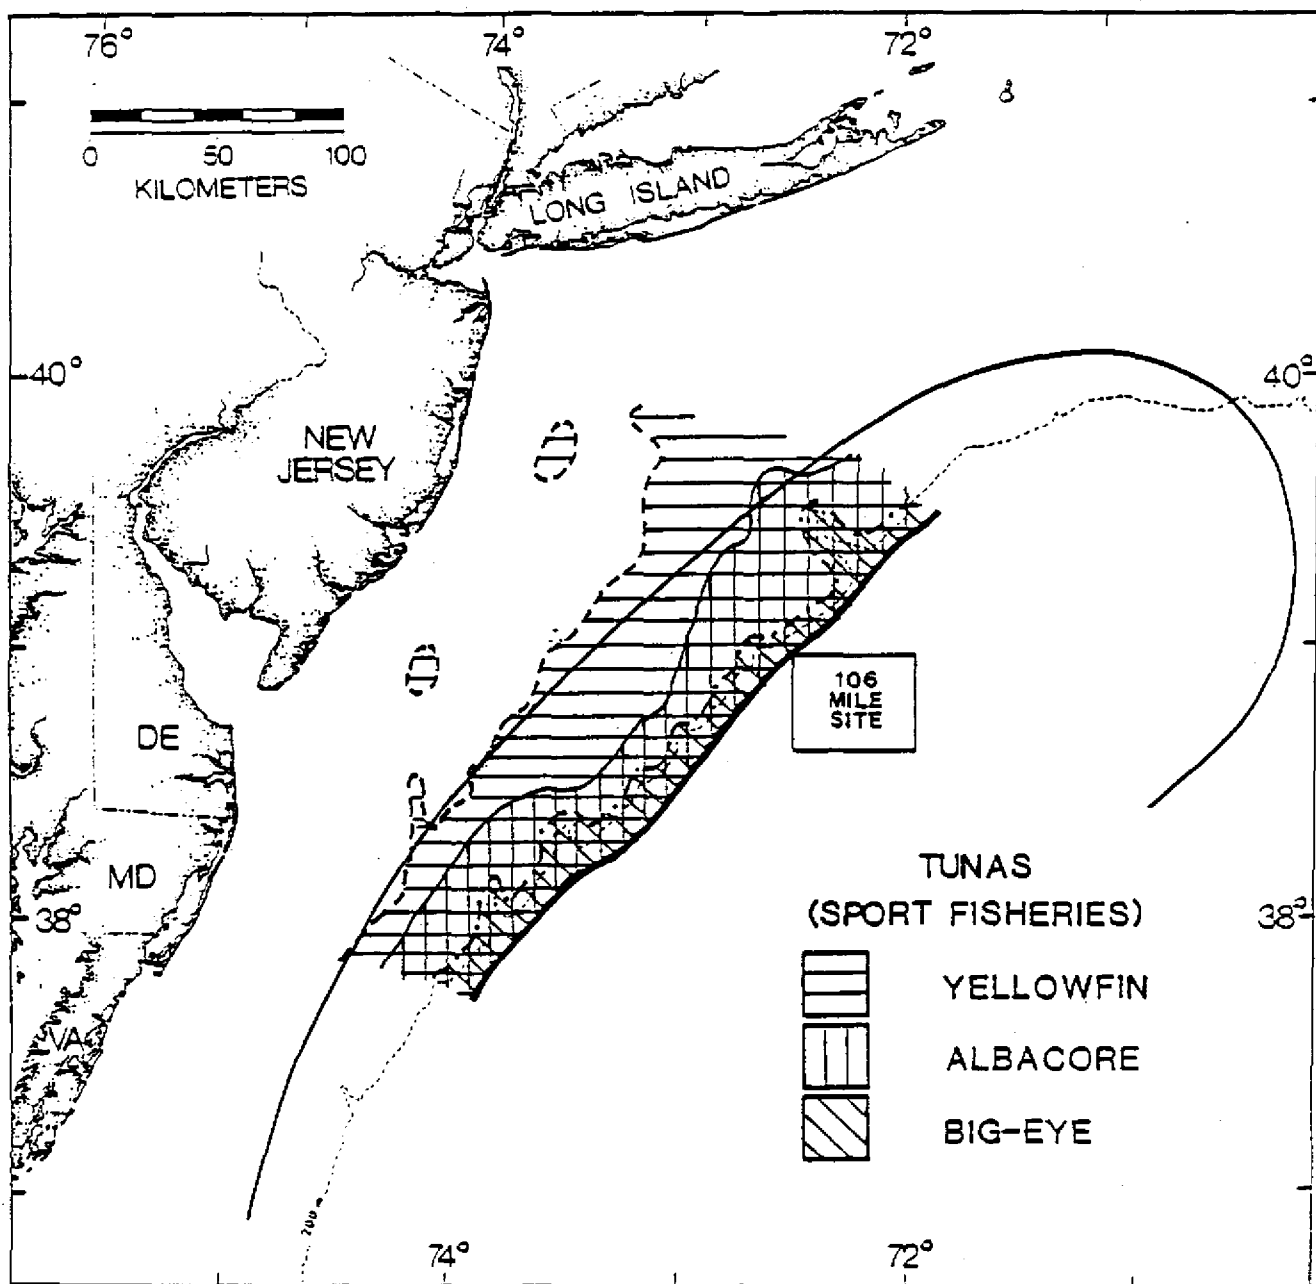 76°
74°
72°
0
50
100
KILOMETERS
LONG ISLAND
40°
40°
NEW
JERSEY
106
MILE
SITE
DE
MD
TUNAS
(SPORT FISHERIES)
38°
38°
YELLOWFIN
VA
ALBACORE
BIG-EYE
200
74°
72°